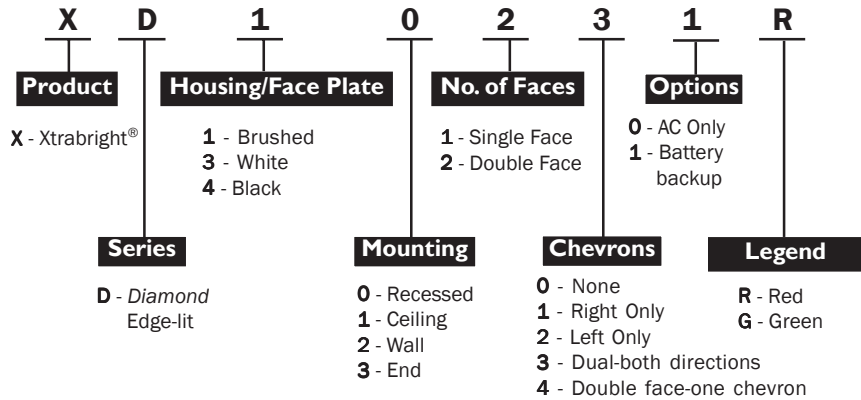 X D 1 0 2 3 1 R
Product
X - Xtrabright®
Housing/Face Plate
1 - Brushed
3 - White
4 - Black
No. of Faces
1 - Single Face
2 - Double Face
Options
0 - AC Only
1 - Battery
backup
Series
D - Diamond
Edge-lit
Mounting
0 - Recessed
1 - Ceiling
2 - Wall
3 - End
Chevrons
0 - None
1 - Right Only
2 - Left Only
3 - Dual-both directions
4 - Double face-one chevron
Legend
R - Red
G - Green